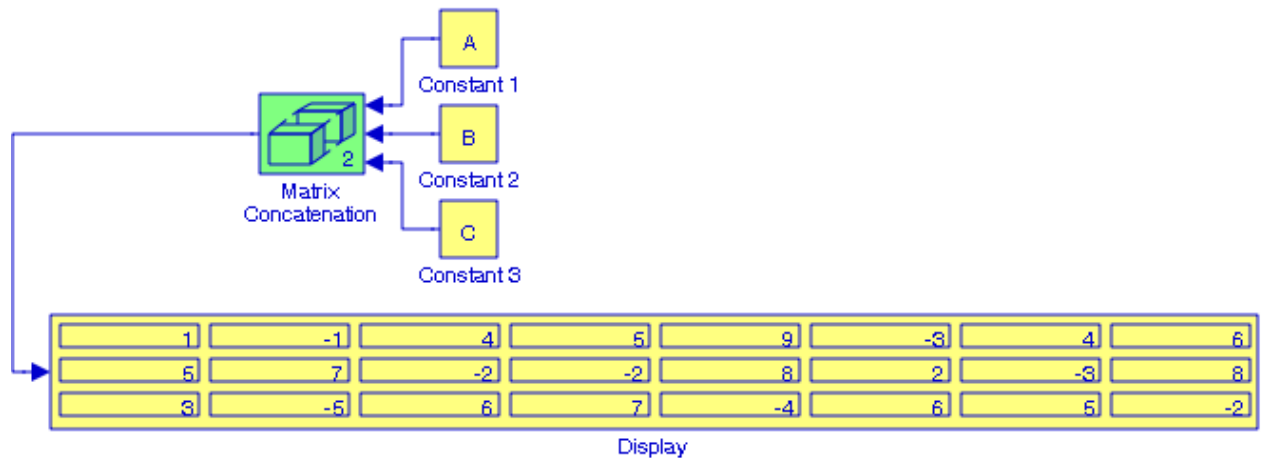 A
Constant 1
B
Constant 2
2
Matrix
Concatenation
C
Constant 3
1 -1 4 5 9 -3 4 6
5 7 -2 -2 8 2 -3 8
3 -5 6 7 -4 6 5 -2
Display